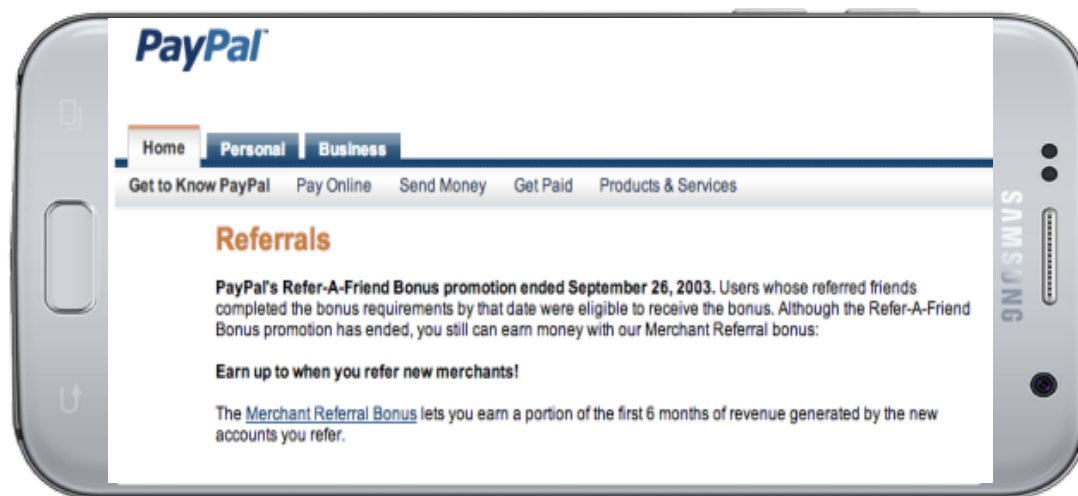 PayPal
Home Personal Business
Get to Know PayPal Pay Online Send Money Get Paid Products & Services
Referrals
PayPal's Refer-A-Friend Bonus promotion ended September 26, 2003. Users whose referred friends
completed the bonus requirements by that date were eligible to receive the bonus. Although the Refer-A-Friend
Bonus promotion has ended, you still can earn money with our Merchant Referral bonus:
Earn up to when you refer new merchants!
The Merchant Referral Bonus lets you earn a portion of the first 6 months of revenue generated by the new
accounts you refer.
SAMSUNG